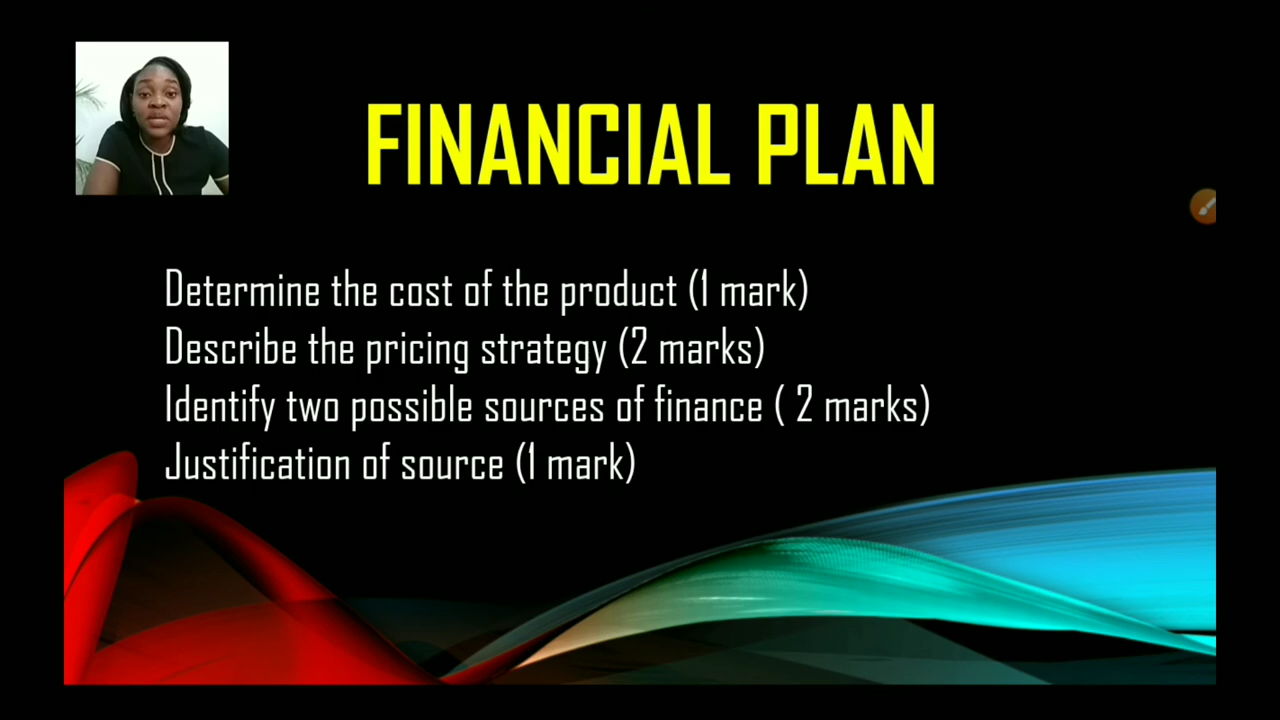 FINANCIAL PLAN
Determine the cost of the product (1 mark)
Describe the pricing strategy (2 marks)
Identify two possible sources of finance ( 2 marks)
Justification of source (1 mark)